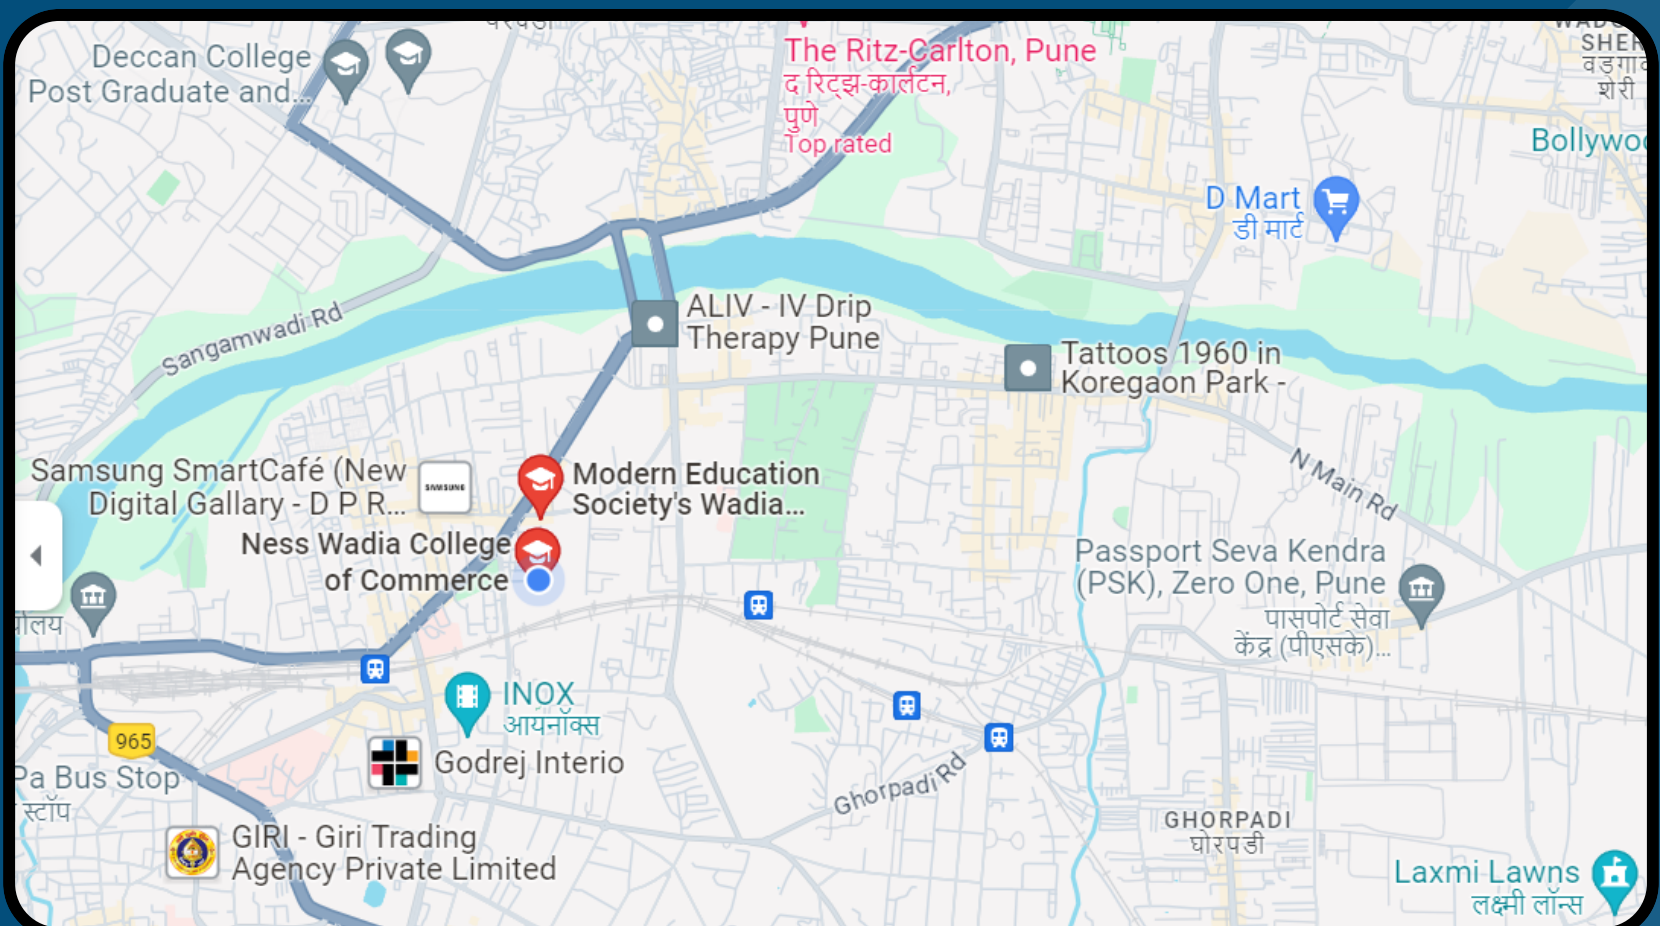 Deccan College
Post Graduate and...
The Ritz-Carlton, Pune
द रिट्झ-कार्लटन,
पुणे
Top rated
शेरी
D Mart
डी मार्ट
Sangamwadi Rd
ALIV - IV Drip
Therapy Pune
Tattoos 1960 in
Koregaon Park -
N Main Rd
Samsung SmartCafé (New
Digital Gallary - D P R...
SAMSUNG
Modern Education
Society's Wadia...
Ness Wadia College
of Commerce
Passport Seva Kendra
(PSK), Zero One, Pune
पासपोर्ट सेवा
केंद्र (पीएसके)...
INOX
आयनॉक्स
965
Godrej Interio
Pa Bus Stop
स्टॉप
Ghorpadi Rd
GHORPADI
घोरपडी
GIRI - Giri Trading
Agency Private Limited
Laxmi Lawns
लक्ष्मी लॉन्स